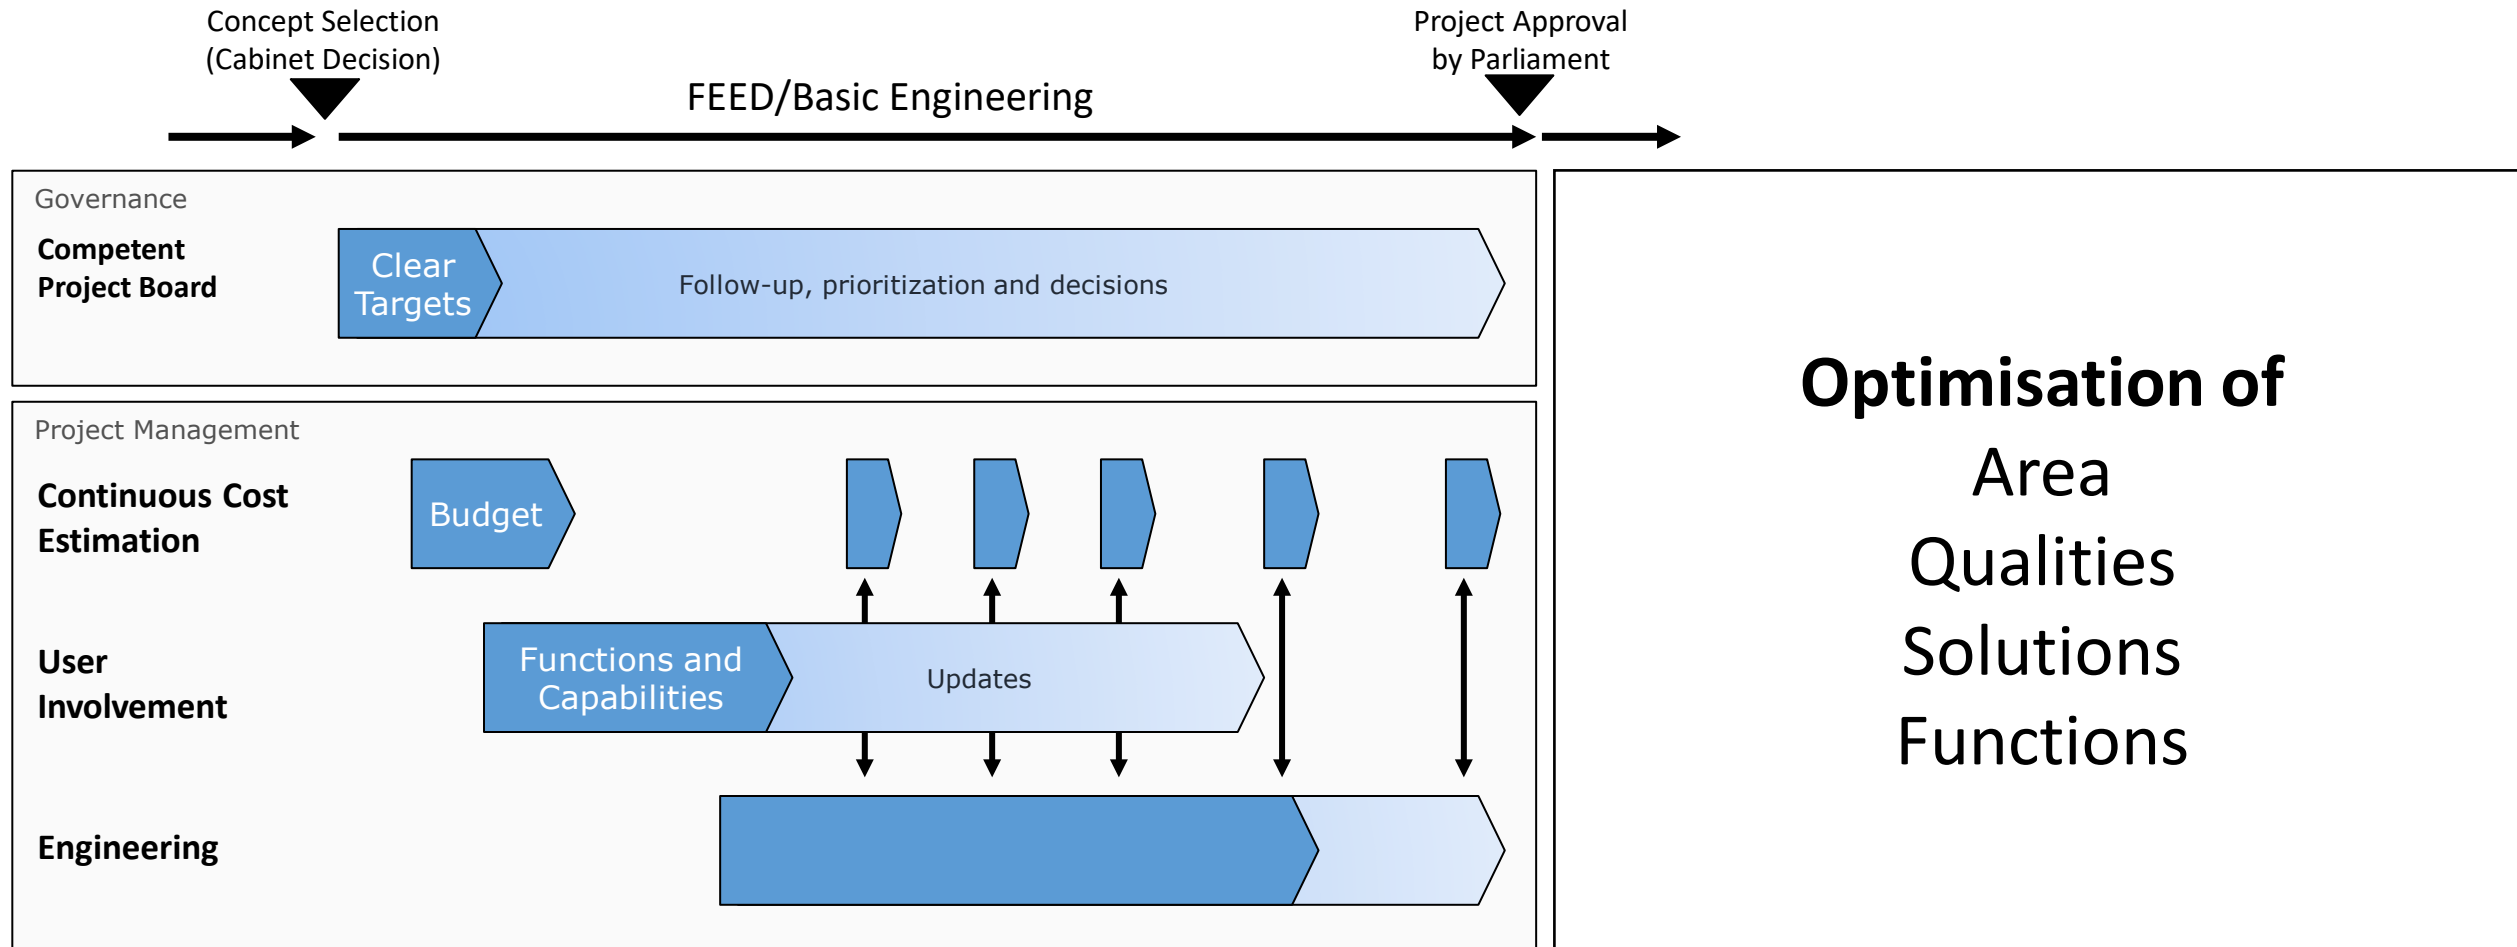 Concept Selection
(Cabinet Decision)
Project Approval
by Parliament
FEED/Basic Engineering
Governance
Competent
Project Board
Clear
Targets
Follow-up, prioritization and decisions
Project Management
Continuous Cost
Estimation
Budget
User
Involvement
Functions and
Capabilities
Updates
Engineering
Optimisation of
Area
Qualities
Solutions
Functions